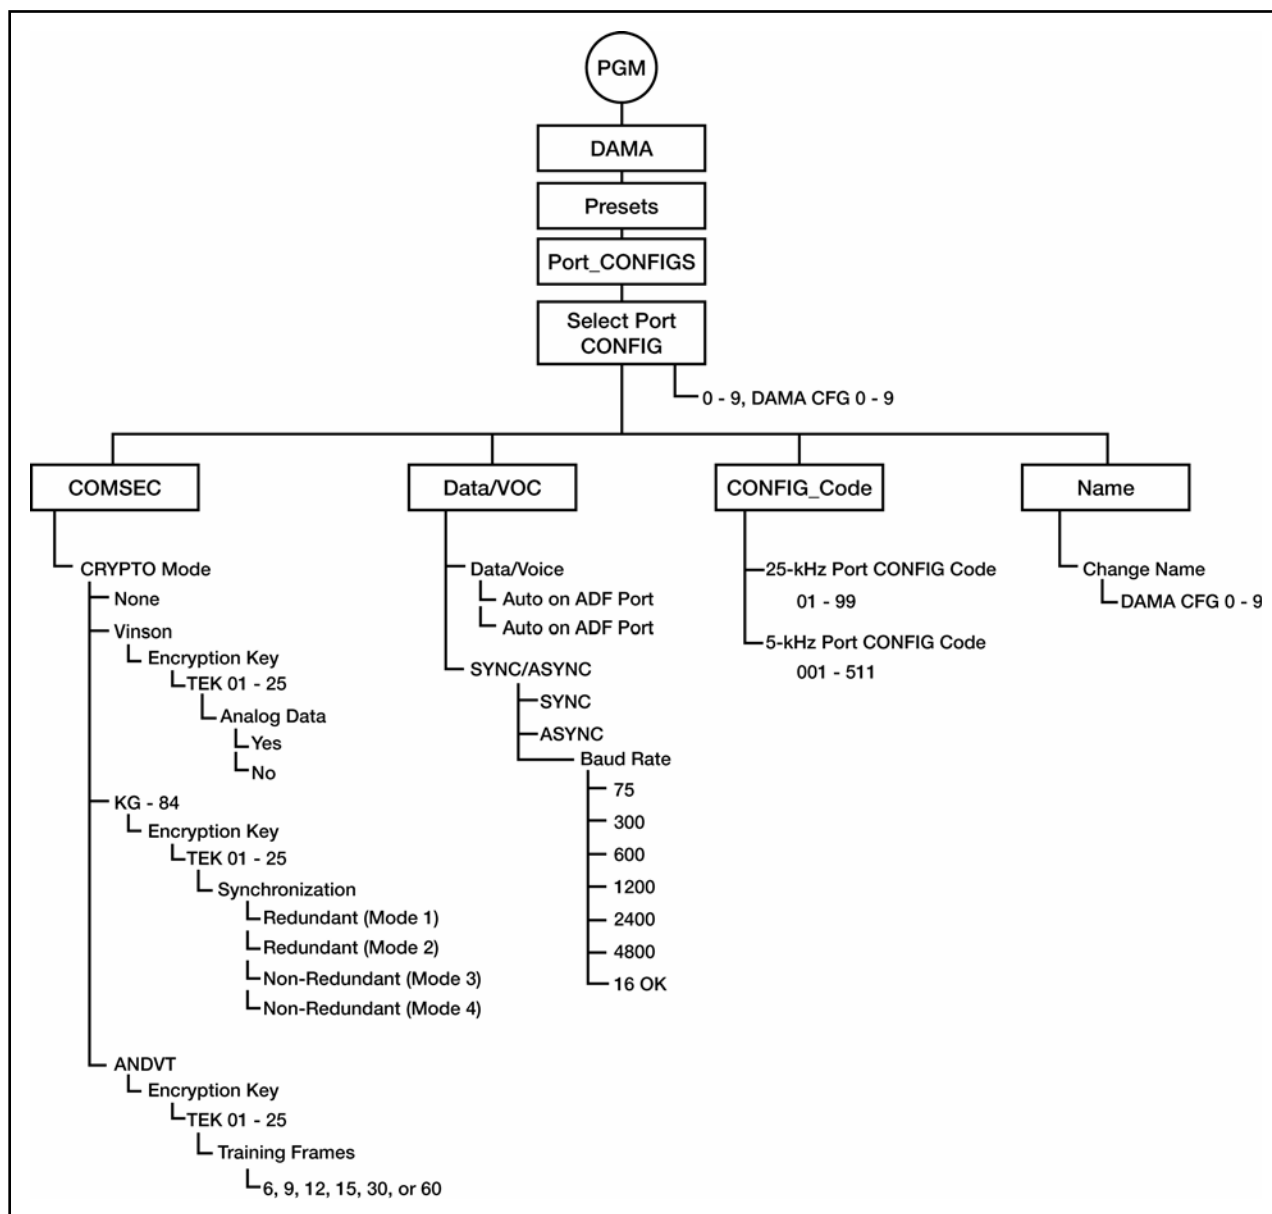 PGM
DAMA
Presets
Port_CONFIGS
Select Port
CONFIG
0 - 9, DAMA CFG 0 - 9
COMSEC
CRYPTO Mode
None
Vinson
Encryption Key
TEK 01 - 25
Analog Data
Yes
No
KG - 84
Encryption Key
TEK 01 - 25
Synchronization
Redundant (Mode 1)
Redundant (Mode 2)
Non-Redundant (Mode 3)
Non-Redundant (Mode 4)
ANDVT
Encryption Key
TEK 01 - 25
Training Frames
6, 9, 12, 15, 30, or 60
Data/VOC
Data/Voice
Auto on ADF Port
Auto on ADF Port
SYNC/ASYNC
SYNC
ASYNC
Baud Rate
75
300
600
1200
2400
4800
16 OK
CONFIG_Code
25-kHz Port CONFIG Code
01 - 99
5-kHz Port CONFIG Code
001 - 511
Name
Change Name
DAMA CFG 0 - 9